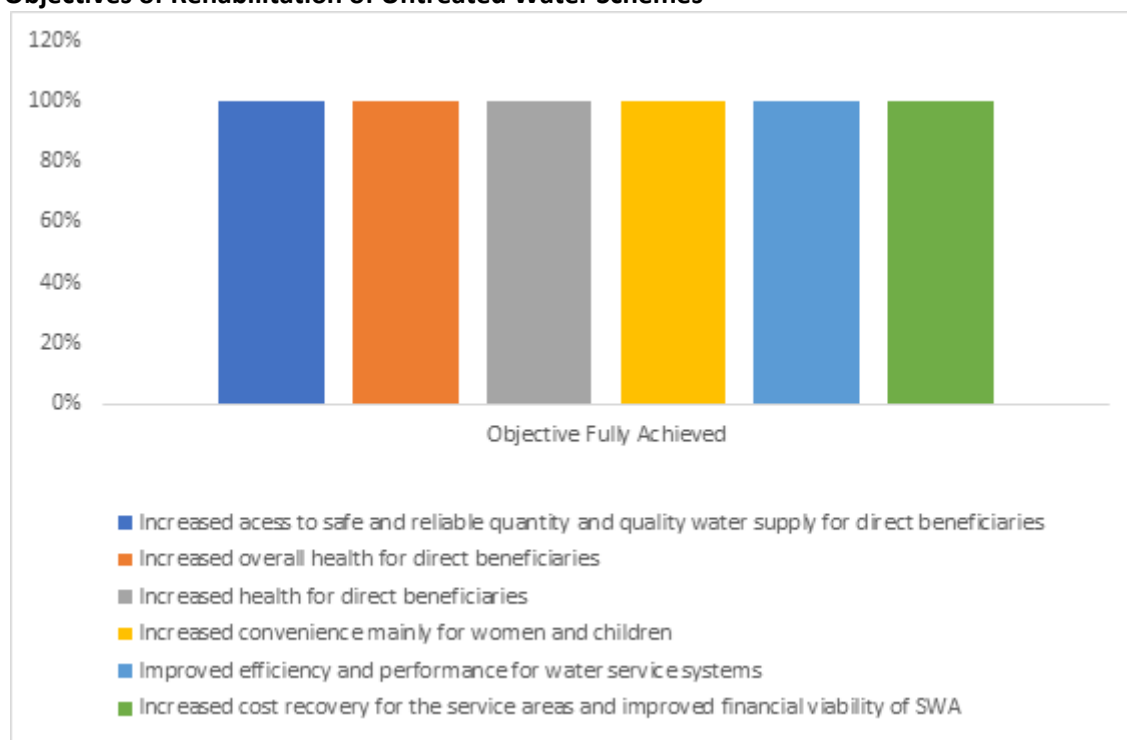 Objectives of Rehabilitation of Untreated Water Schemes
120%
100%
80%
60%
40%
20%
0%
Objective Fully Achieved
Increased acess to safe and reliable quantity and quality water supply for direct beneficiaries
Increased overall health for direct beneficiaries
Increased health for direct beneficiaries
Increased convenience mainly for women and children
Improved efficiency and performance for water service systems
Increased cost recovery for the service areas and improved financial viability of SWA